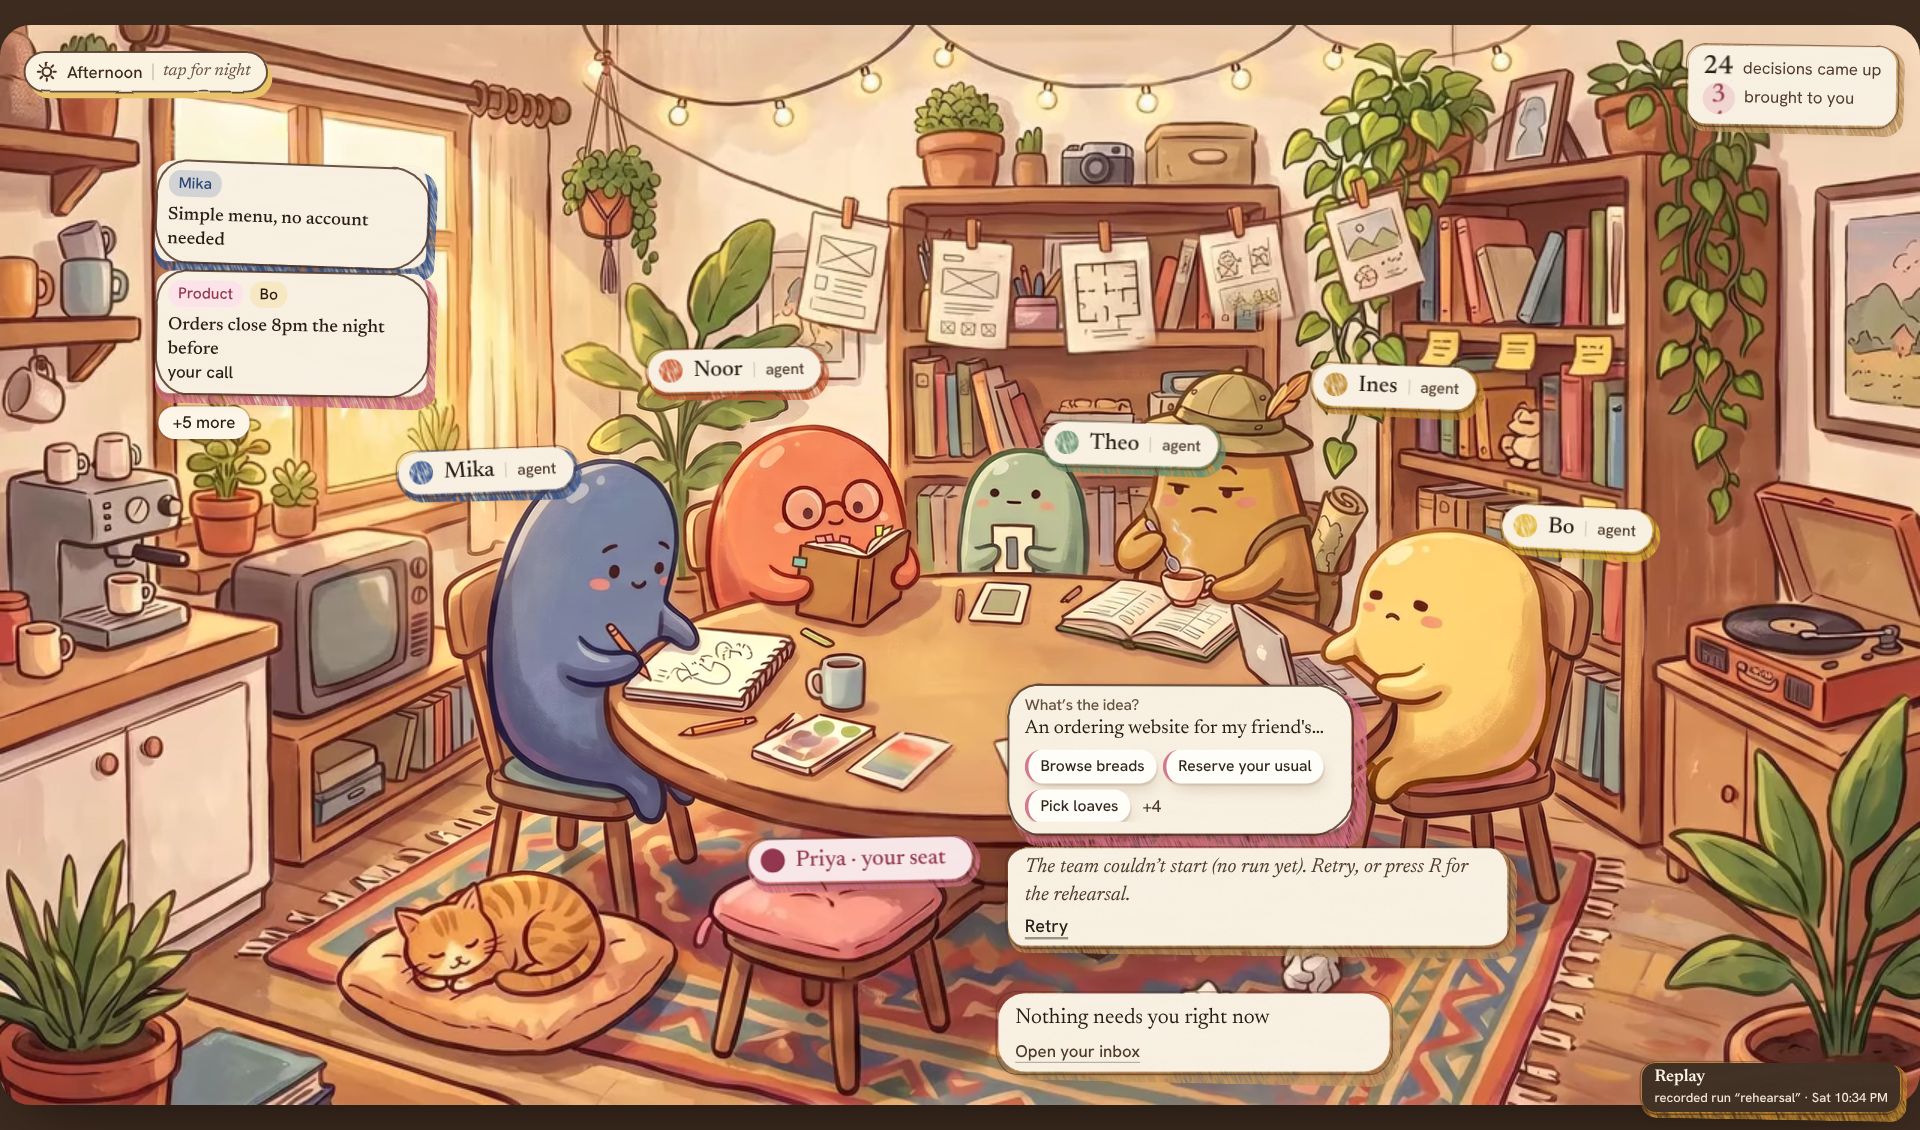 Afternoon | tap for night
24 decisions came up
3 brought to you
Mika
Simple menu, no account
needed
Product Bo
Orders close 8pm the night
before
your call
+5 more
Noor | agent
Ines | agent
Theo | agent
Mika | agent
Bo | agent
What's the idea?
An ordering website for my friend's...
Browse breads Reserve your usual
Pick loaves +4
Priya · your seat
The team couldn't start (no run yet). Retry, or press R for
the rehearsal.
Retry
Nothing needs you right now
Open your inbox
Replay
recorded run “rehearsal” · Sat 10:34 PM